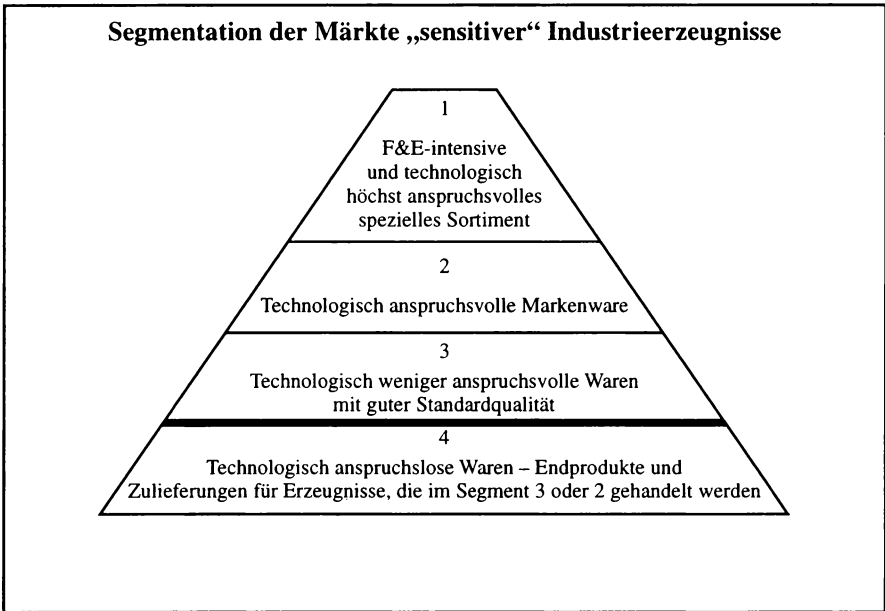 Segmentation der Märkte „sensitiver“ Industrieerzeugnisse
1
F&E-intensive
und technologisch
höchst anspruchsvolles
spezielles Sortiment
2
Technologisch anspruchsvolle Markenware
3
Technologisch weniger anspruchsvolle Waren
mit guter Standardqualität
4
Technologisch anspruchslose Waren – Endprodukte und
Zulieferungen für Erzeugnisse, die im Segment 3 oder 2 gehandelt werden